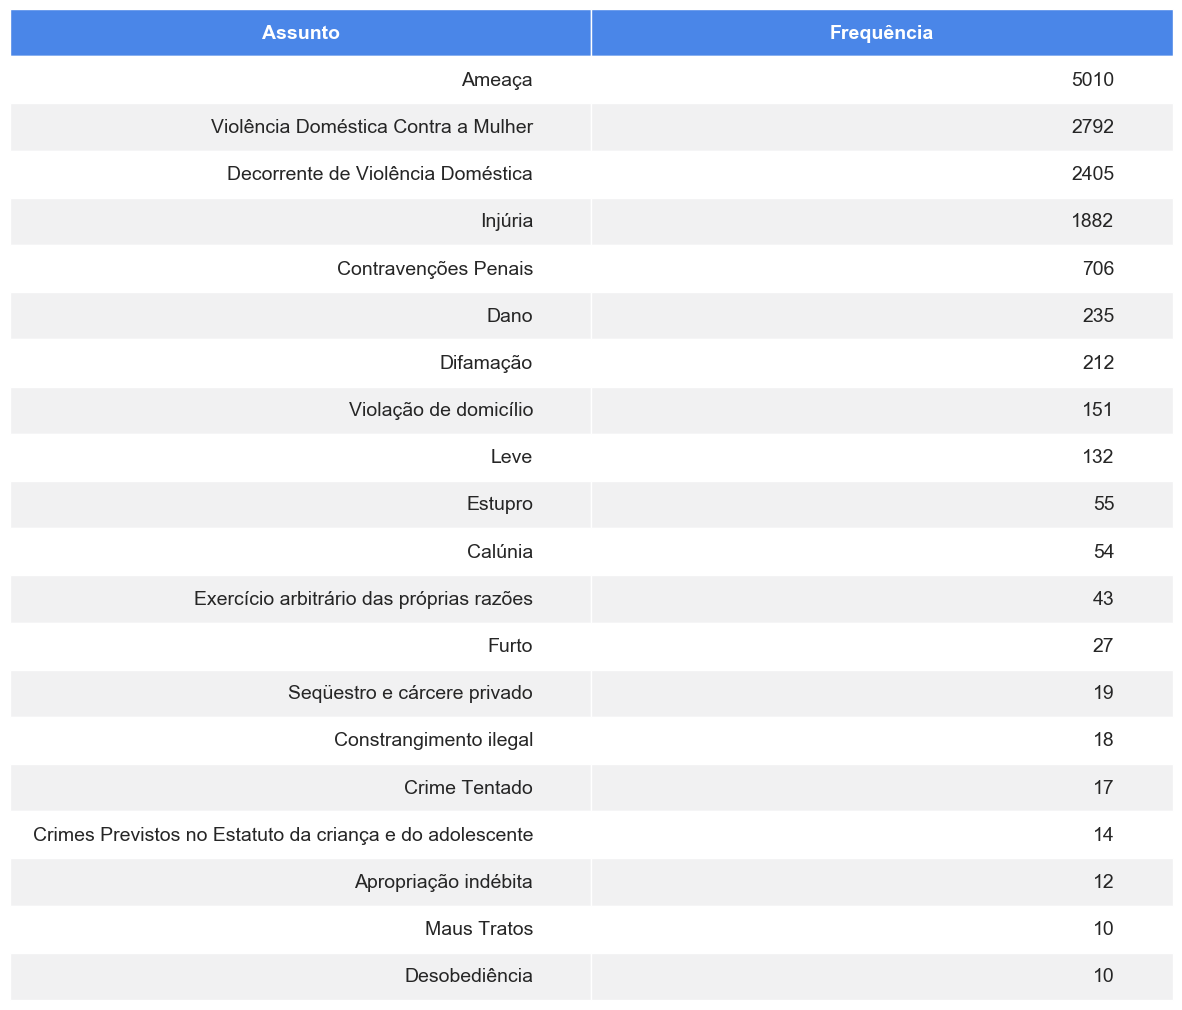 Assunto Frequência
Ameaça 5010
Violência Doméstica Contra a Mulher 2792
Decorrente de Violência Doméstica 2405
Injúria 1882
Contravenções Penais 706
Dano 235
Difamação 212
Violação de domicílio 151
Leve 132
Estupro 55
Calúnia 54
Exercício arbitrário das próprias razões 43
Furto 27
Seqüestro e cárcere privado 19
Constrangimento ilegal 18
Crime Tentado 17
Crimes Previstos no Estatuto da criança e do adolescente 14
Apropriação indébita 12
Maus Tratos 10
Desobediência 10